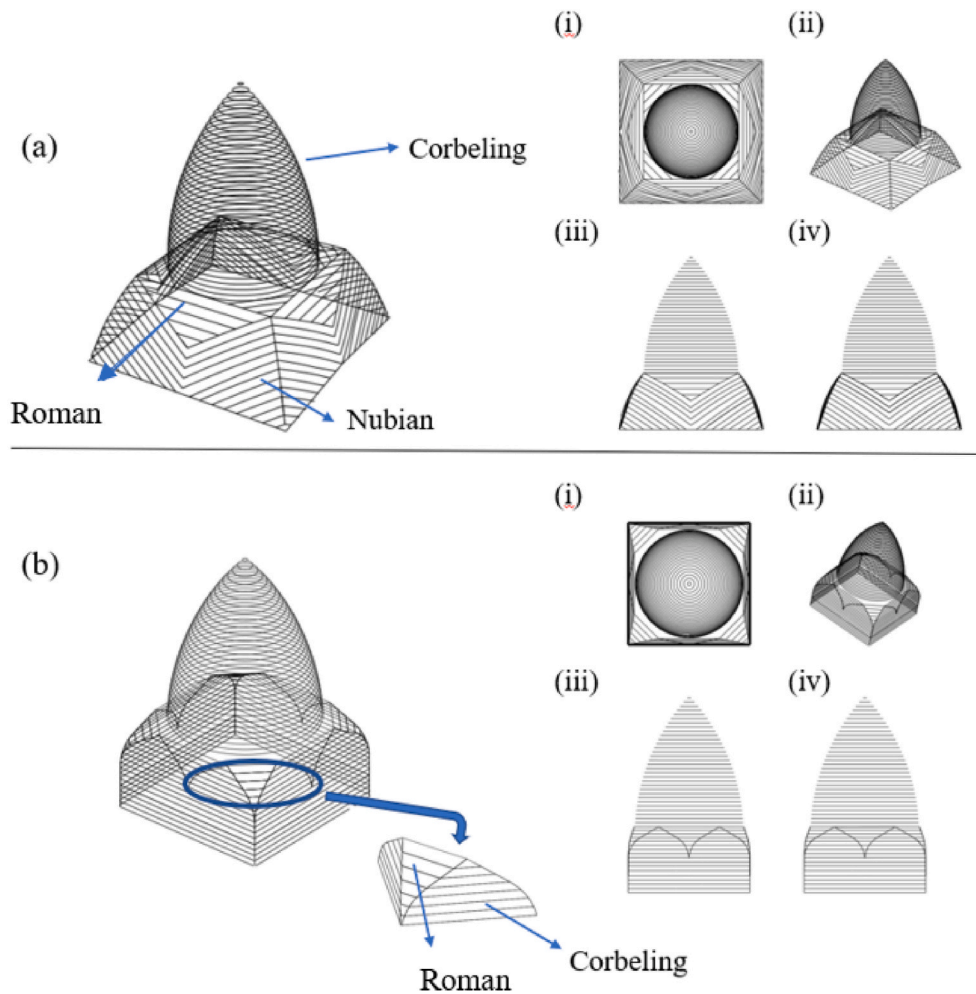 (i)
(ii)
(a)
Corbeling
(iii)
(iv)
Roman
Nubian
(i)
(ii)
(b)
(iii)
(iv)
Corbeling
Roman